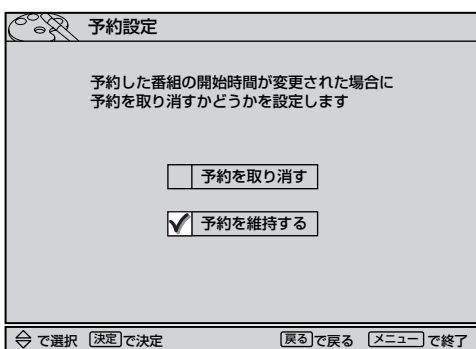 予約設定
予約した番組の開始時間が変更された場合に
予約を取り消すかどうかを設定します
予約を取り消す
予約を維持する
で選択 決定で決定 戻るで戻る メニューで終了